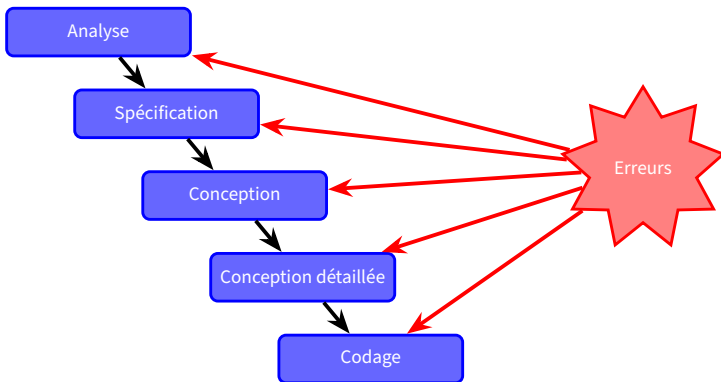 Analyse
Spécification
Conception
Erreurs
Conception détaillée
Codage